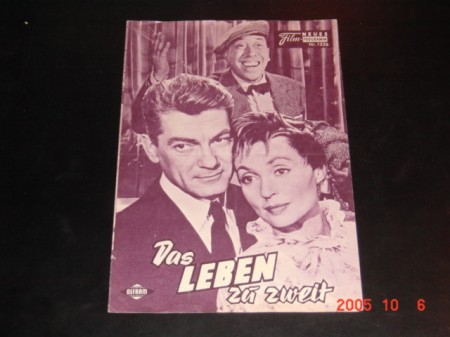 Film
NEUES
PROGRAMM
Das
LEBEN
zu zweit
2005 10 6